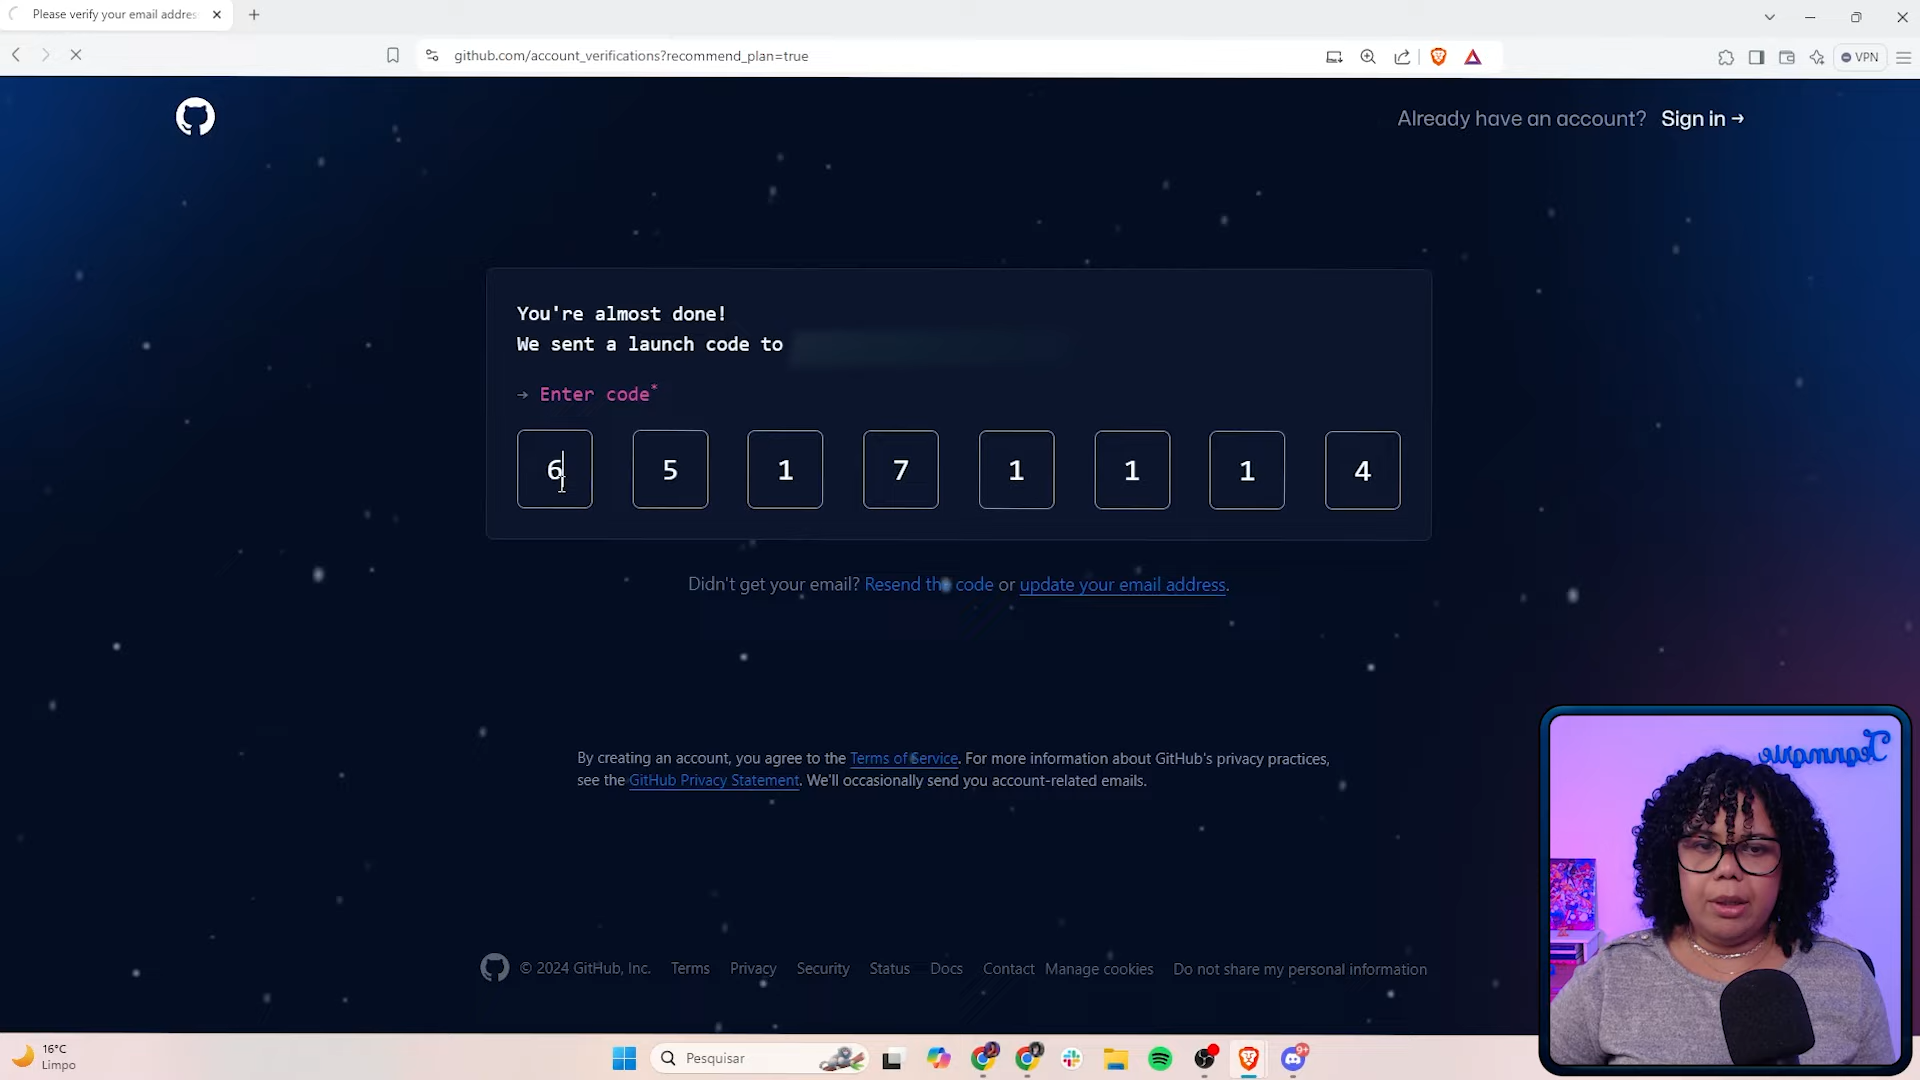 Please verify your email addres
github.com/account_verifications?recommend_plan=true
VPN
Already have an account? Sign in →
You're almost done!
We sent a launch code to
→ Enter code*
6 5 1 7 1 1 1 4
Didn't get your email? Resend the code or update your email address.
By creating an account, you agree to the Terms of Service. For more information about GitHub's privacy practices,
see the GitHub Privacy Statement. We'll occasionally send you account-related emails.
© 2024 GitHub, Inc. Terms Privacy Security Status Docs Contact Manage cookies Do not share my personal information
Teanmarie
16°C
Limpo
Pesquisar
9+